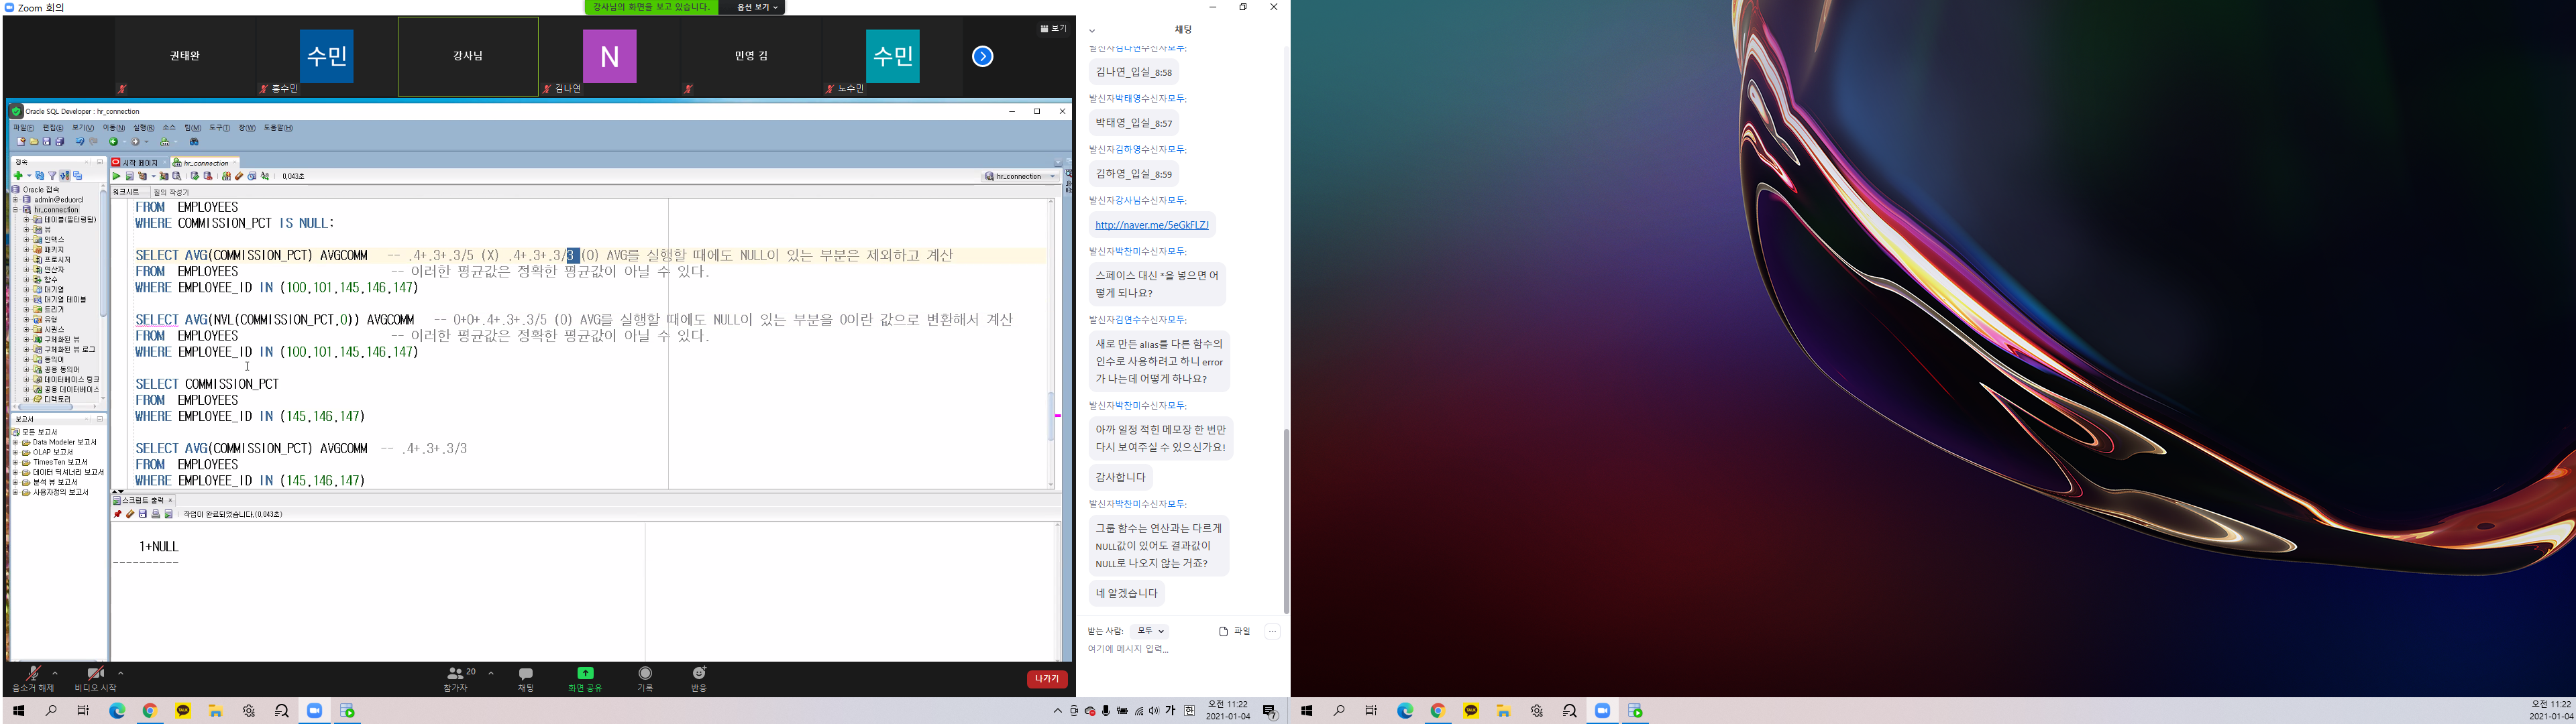 Zoom 회의
강사님의 화면을 보고 있습니다.
옵션 보기
보기
권태완
수민
홍수민
강사님
N
김나연
민영 김
수민
노수민
Oracle SQL Developer : hr_connection
파일(F) 편집(E) 보기(V) 이동(N) 실행(R) 소스 팀(M) 도구(T) 창(W) 도움말(H)
접속
시작 페이지
hr_connection
0.043초
hr_connection
워크시트 질의 작성기
Oracle 접속
admin@eduorcl
hr_connection
테이블(필터링됨)
뷰
인덱스
패키지
프로시저
연산자
함수
대기열
대기열 테이블
트리거
유형
시퀀스
구체화된 뷰
구체화된 뷰 로그
동의어
공용 동의어
데이터베이스 링크
공용 데이터베이스
디렉토리
보고서
모든 보고서
Data Modeler 보고서
OLAP 보고서
TimesTen 보고서
데이터 딕셔너리 보고서
분석 뷰 보고서
사용자정의 보고서
FROM EMPLOYEES
WHERE COMMISSION_PCT IS NULL;
SELECT AVG(COMMISSION_PCT) AVGCOMM -- .4+.3+.3/5 (X) .4+.3+.3/3 (O) AVG를 실행할 때에도 NULL이 있는 부분은 제외하고 계산
FROM EMPLOYEES -- 이러한 평균값은 정확한 평균값이 아닐 수 있다.
WHERE EMPLOYEE_ID IN (100,101,145,146,147)
SELECT AVG(NVL(COMMISSION_PCT,0)) AVGCOMM -- 0+0+.4+.3+.3/5 (O) AVG를 실행할 때에도 NULL이 있는 부분을 0이란 값으로 변환해서 계산
FROM EMPLOYEES -- 이러한 평균값은 정확한 평균값이 아닐 수 있다.
WHERE EMPLOYEE_ID IN (100,101,145,146,147)
SELECT COMMISSION_PCT
FROM EMPLOYEES
WHERE EMPLOYEE_ID IN (145,146,147)
SELECT AVG(COMMISSION_PCT) AVGCOMM -- .4+.3+.3/3
FROM EMPLOYEES
WHERE EMPLOYEE_ID IN (145,146,147)
스크립트 출력
작업이 완료되었습니다.(0.043초)
1+NULL
----------
음소거 해제
비디오 시작
참가자
20
채팅
화면 공유
기록
반응
나가기
채팅
발신자김나연수신자모두:
김나연_입실_8:58
발신자박태영수신자모두:
박태영_입실_8:57
발신자김하영수신자모두:
김하영_입실_8:59
발신자강사님수신자모두:
http://naver.me/5eGkFLZJ
발신자박찬미수신자모두:
스페이스 대신 *을 넣으면 어
떻게 되나요?
발신자김연수수신자모두:
새로 만든 alias를 다른 함수의
인수로 사용하려고 하니 error
가 나는데 어떻게 하나요?
발신자박찬미수신자모두:
아까 일정 적힌 메모장 한 번만
다시 보여주실 수 있으신가요!
감사합니다
발신자박찬미수신자모두:
그룹 함수는 연산과는 다르게
NULL값이 있어도 결과값이
NULL로 나오지 않는 거죠?
네 알겠습니다
받는 사람: 모두
파일
여기에 메시지 입력...
TALK
가
한
오전 11:22
2021-01-04
7
TALK
오전 11:22
2021-01-04